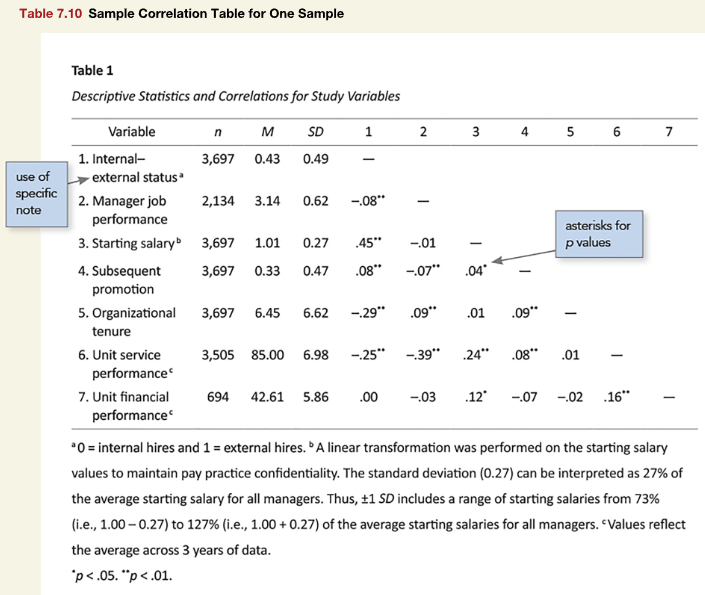 Table 7.10 Sample Correlation Table for One Sample
Table 1
Descriptive Statistics and Correlations for Study Variables
Variable n M SD 1 2 3 4 5 6 7
1. Internal– 3,697 0.43 0.49 —
external statusᵃ
use of
specific
note
2. Manager job 2,134 3.14 0.62 –.08** —
performance
3. Starting salaryᵇ 3,697 1.01 0.27 .45** –.01 —
asterisks for
p values
4. Subsequent 3,697 0.33 0.47 .08** –.07** .04* —
promotion
5. Organizational 3,697 6.45 6.62 –.29** .09** .01 .09** —
tenure
6. Unit service 3,505 85.00 6.98 –.25** –.39** .24** .08** .01 —
performanceᶜ
7. Unit financial 694 42.61 5.86 .00 –.03 .12* –.07 –.02 .16** —
performanceᶜ
ᵃ0 = internal hires and 1 = external hires. ᵇA linear transformation was performed on the starting salary
values to maintain pay practice confidentiality. The standard deviation (0.27) can be interpreted as 27% of
the average starting salary for all managers. Thus, ±1 SD includes a range of starting salaries from 73%
(i.e., 1.00 – 0.27) to 127% (i.e., 1.00 + 0.27) of the average starting salaries for all managers. ᶜValues reflect
the average across 3 years of data.
*p < .05. **p < .01.